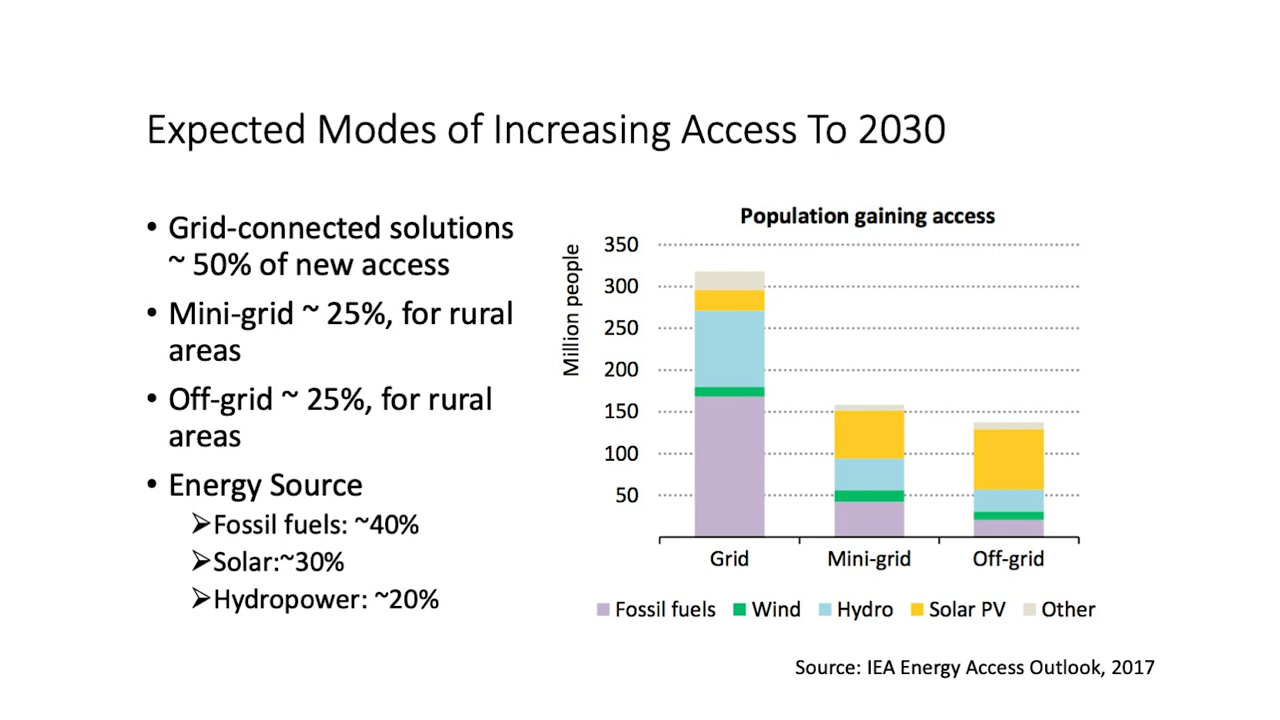 Expected Modes of Increasing Access To 2030
• Grid-connected solutions
~ 50% of new access
• Mini-grid ~ 25%, for rural
areas
• Off-grid ~ 25%, for rural
areas
• Energy Source
➢Fossil fuels: ~40%
➢Solar:~30%
➢Hydropower: ~20%
Population gaining access
Million people
350
300
250
200
150
100
50
Grid Mini-grid Off-grid
Fossil fuels Wind Hydro Solar PV Other
Source: IEA Energy Access Outlook, 2017